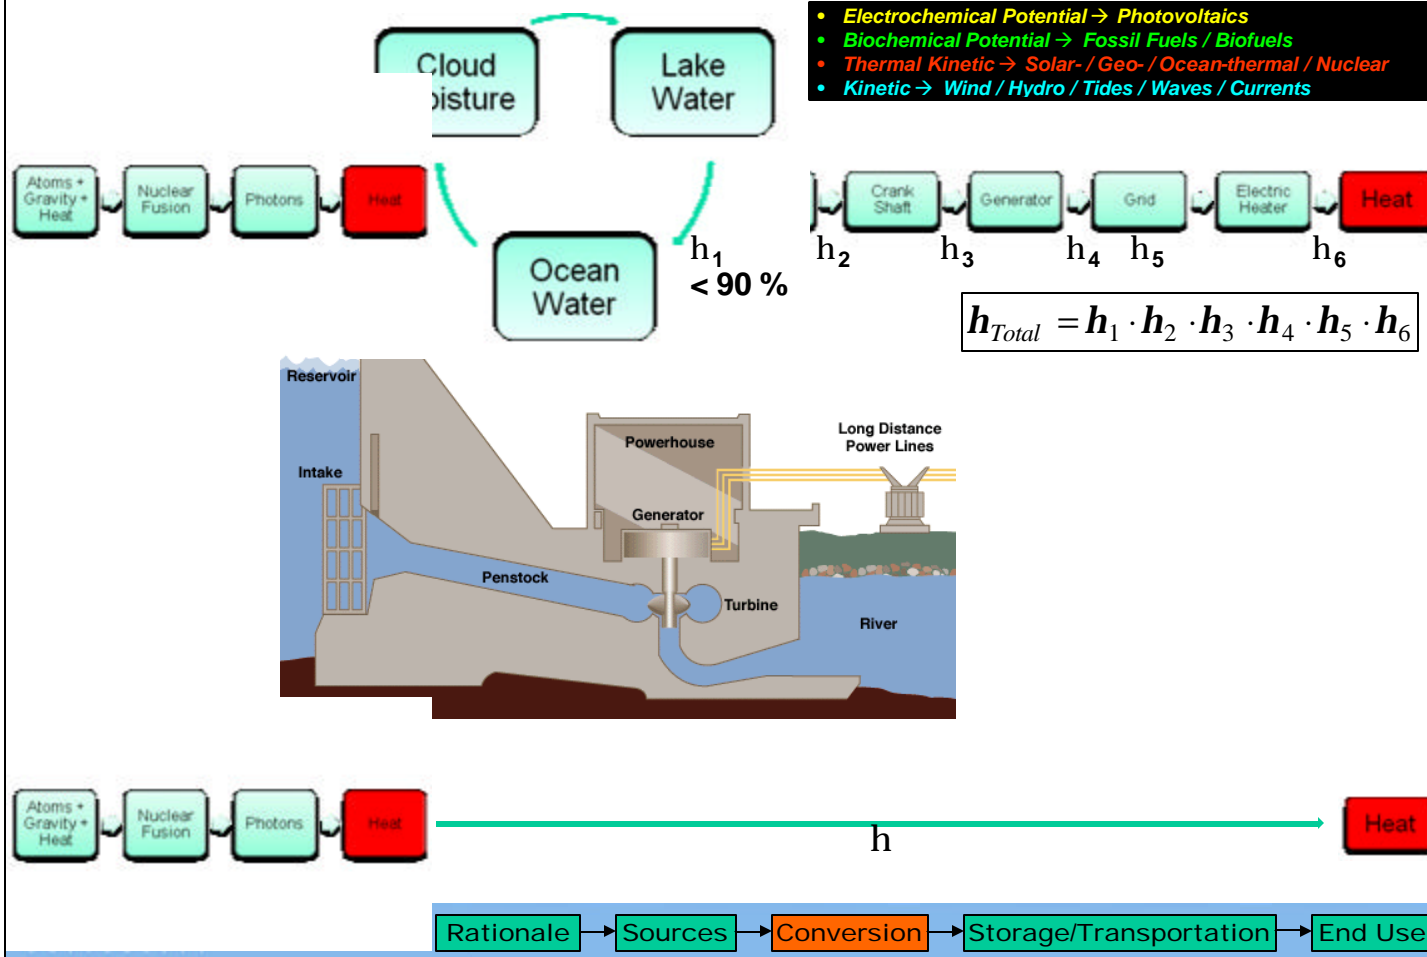 • Electrochemical Potential → Photovoltaics
• Biochemical Potential → Fossil Fuels / Biofuels
• Thermal Kinetic → Solar- / Geo- / Ocean-thermal / Nuclear
• Kinetic → Wind / Hydro / Tides / Waves / Currents
Cloud
oisture
Lake
Water
Ocean
Water
Atoms +
Gravity +
Heat
Nuclear
Fusion
Photons
Heat
Crank
Shaft
Generator
Grid
Electric
Heater
Heat
h1
< 90 %
h2
h3
h4
h5
h6
hTotal = h1 · h2 · h3 · h4 · h5 · h6
Reservoir
Intake
Penstock
Powerhouse
Generator
Turbine
Long Distance
Power Lines
River
Atoms +
Gravity +
Heat
Nuclear
Fusion
Photons
Heat
h
Heat
Rationale
Sources
Conversion
Storage/Transportation
End Use